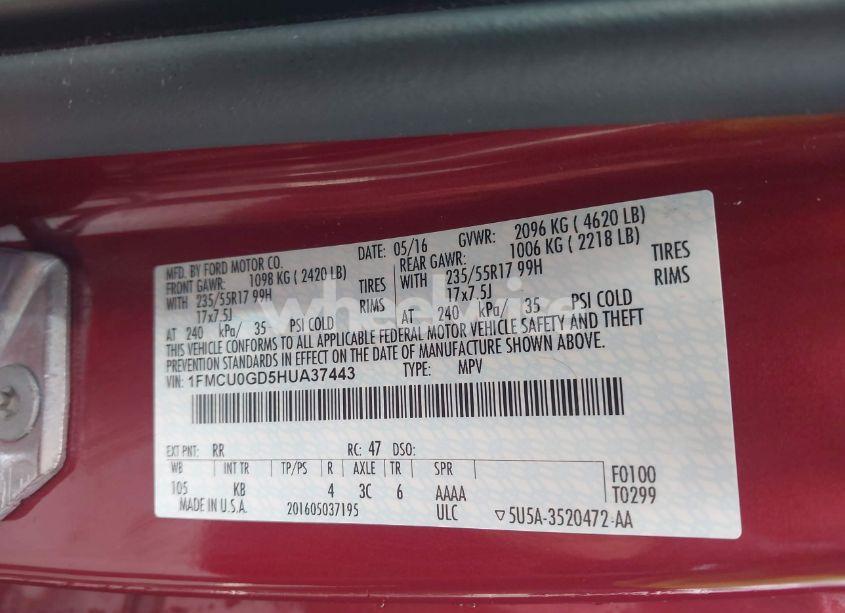 MFD. BY FORD MOTOR CO. DATE: 05/16 GVWR: 2096 KG ( 4620 LB)
FRONT GAWR: 1098 KG ( 2420 LB) REAR GAWR: 1006 KG ( 2218 LB)
WITH 235/55R17 99H TIRES WITH 235/55R17 99H TIRES
17x7.5J RIMS 17x7.5J RIMS
AT 240 kPa/ 35 PSI COLD AT 240 kPa/ 35 PSI COLD
THIS VEHICLE CONFORMS TO ALL APPLICABLE FEDERAL MOTOR VEHICLE SAFETY AND THEFT
PREVENTION STANDARDS IN EFFECT ON THE DATE OF MANUFACTURE SHOWN ABOVE.
VIN: 1FMCU0GD5HUA37443 TYPE: MPV
EXT PNT: RR RC: 47 DSO:
WB INT TR TP/PS R AXLE TR SPR F0100
105 KB 4 3C 6 AAAA T0299
MADE IN U.S.A. 201605037195 ULC ▽5U5A-3520472-AA